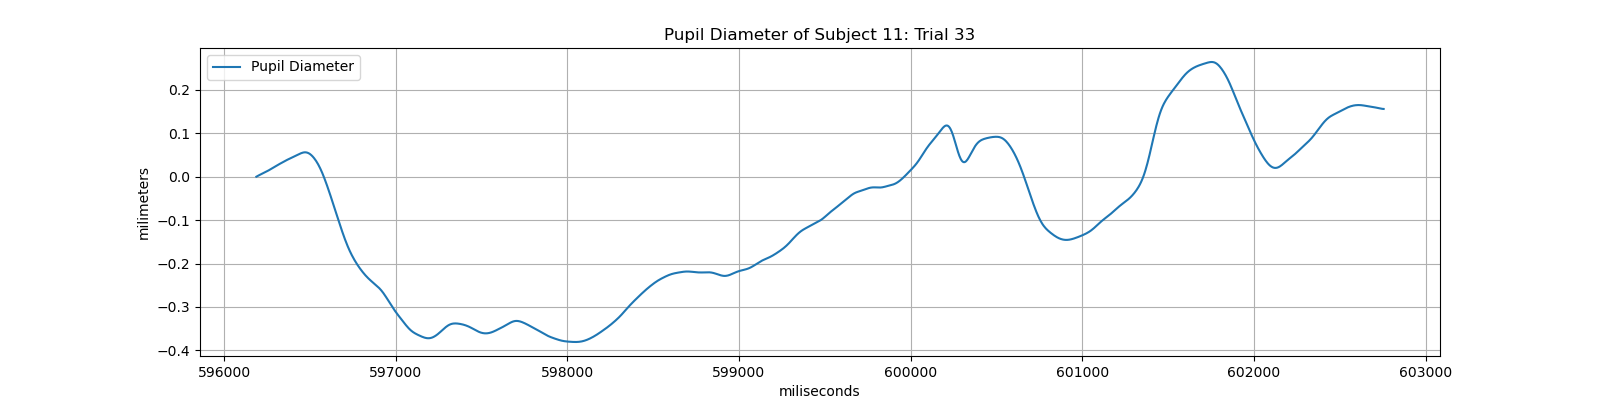 Pupil Diameter of Subject 11: Trial 33
Pupil Diameter
0.2
0.1
0.0
−0.1
−0.2
−0.3
−0.4
milimeters
596000 597000 598000 599000 600000 601000 602000 603000
miliseconds